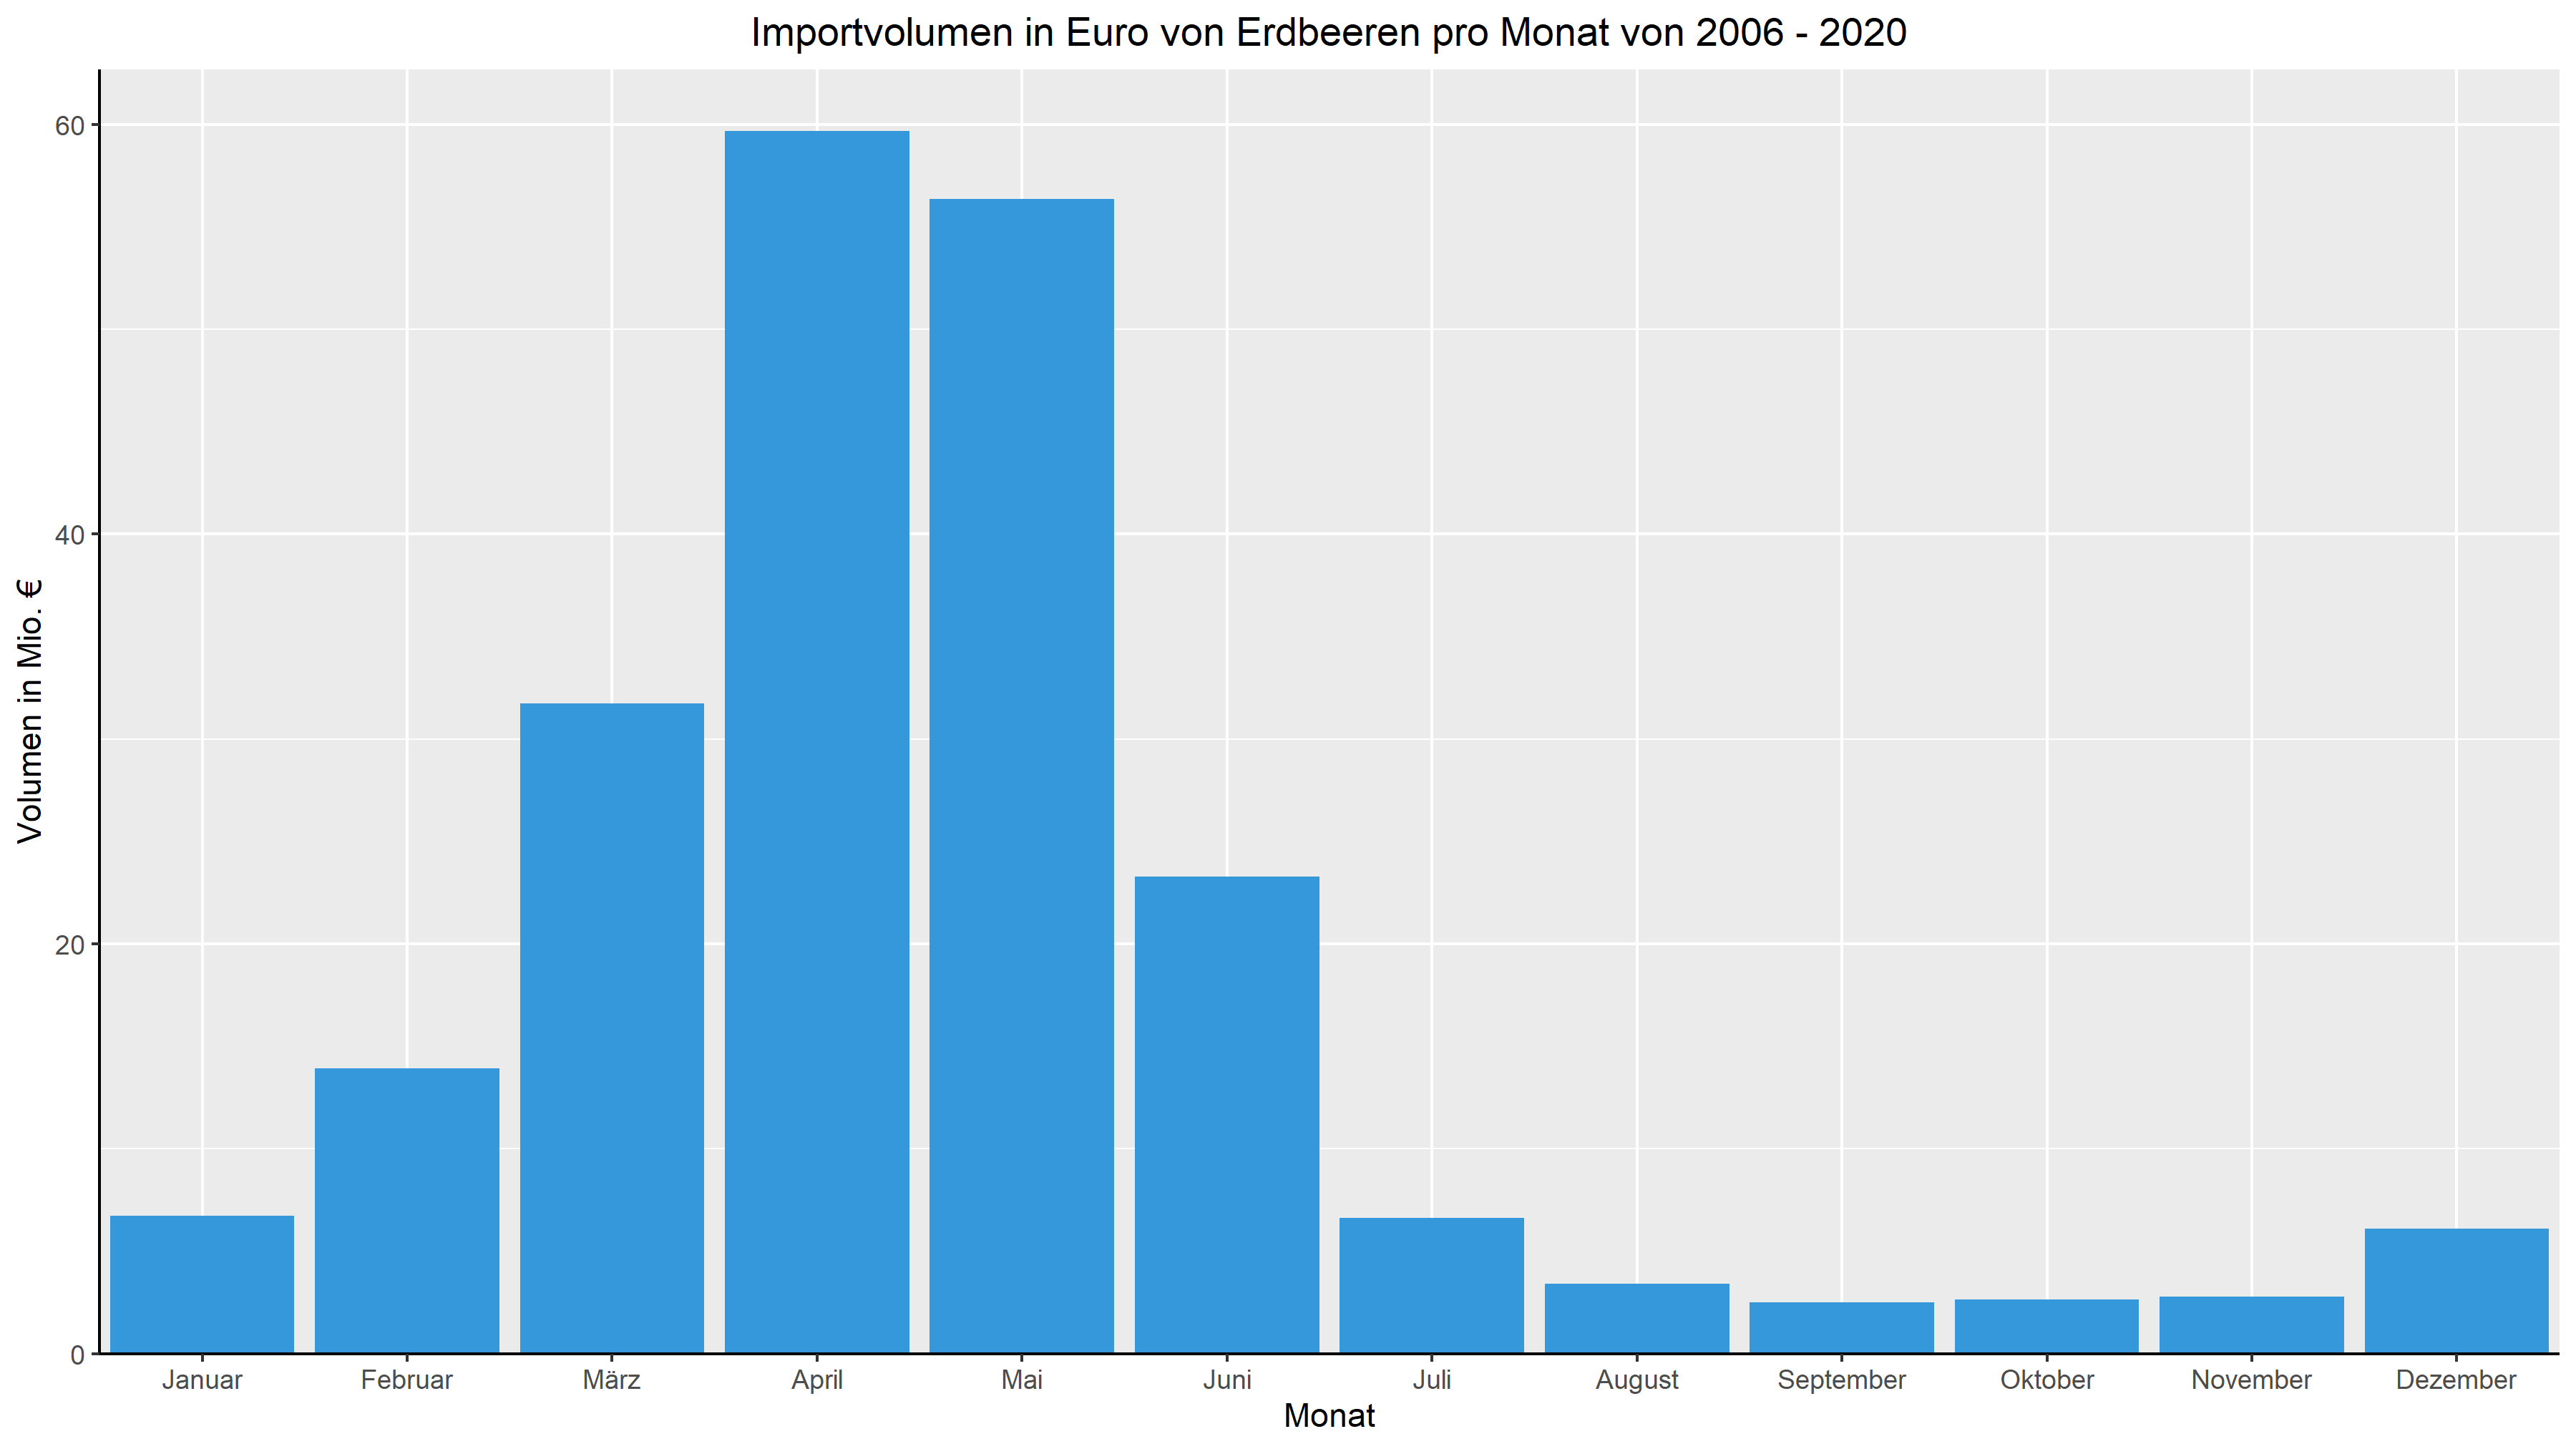 Importvolumen in Euro von Erdbeeren pro Monat von 2006 - 2020
Volumen in Mio. €
60
40
20
0
Januar Februar März April Mai Juni Juli August September Oktober November Dezember
Monat